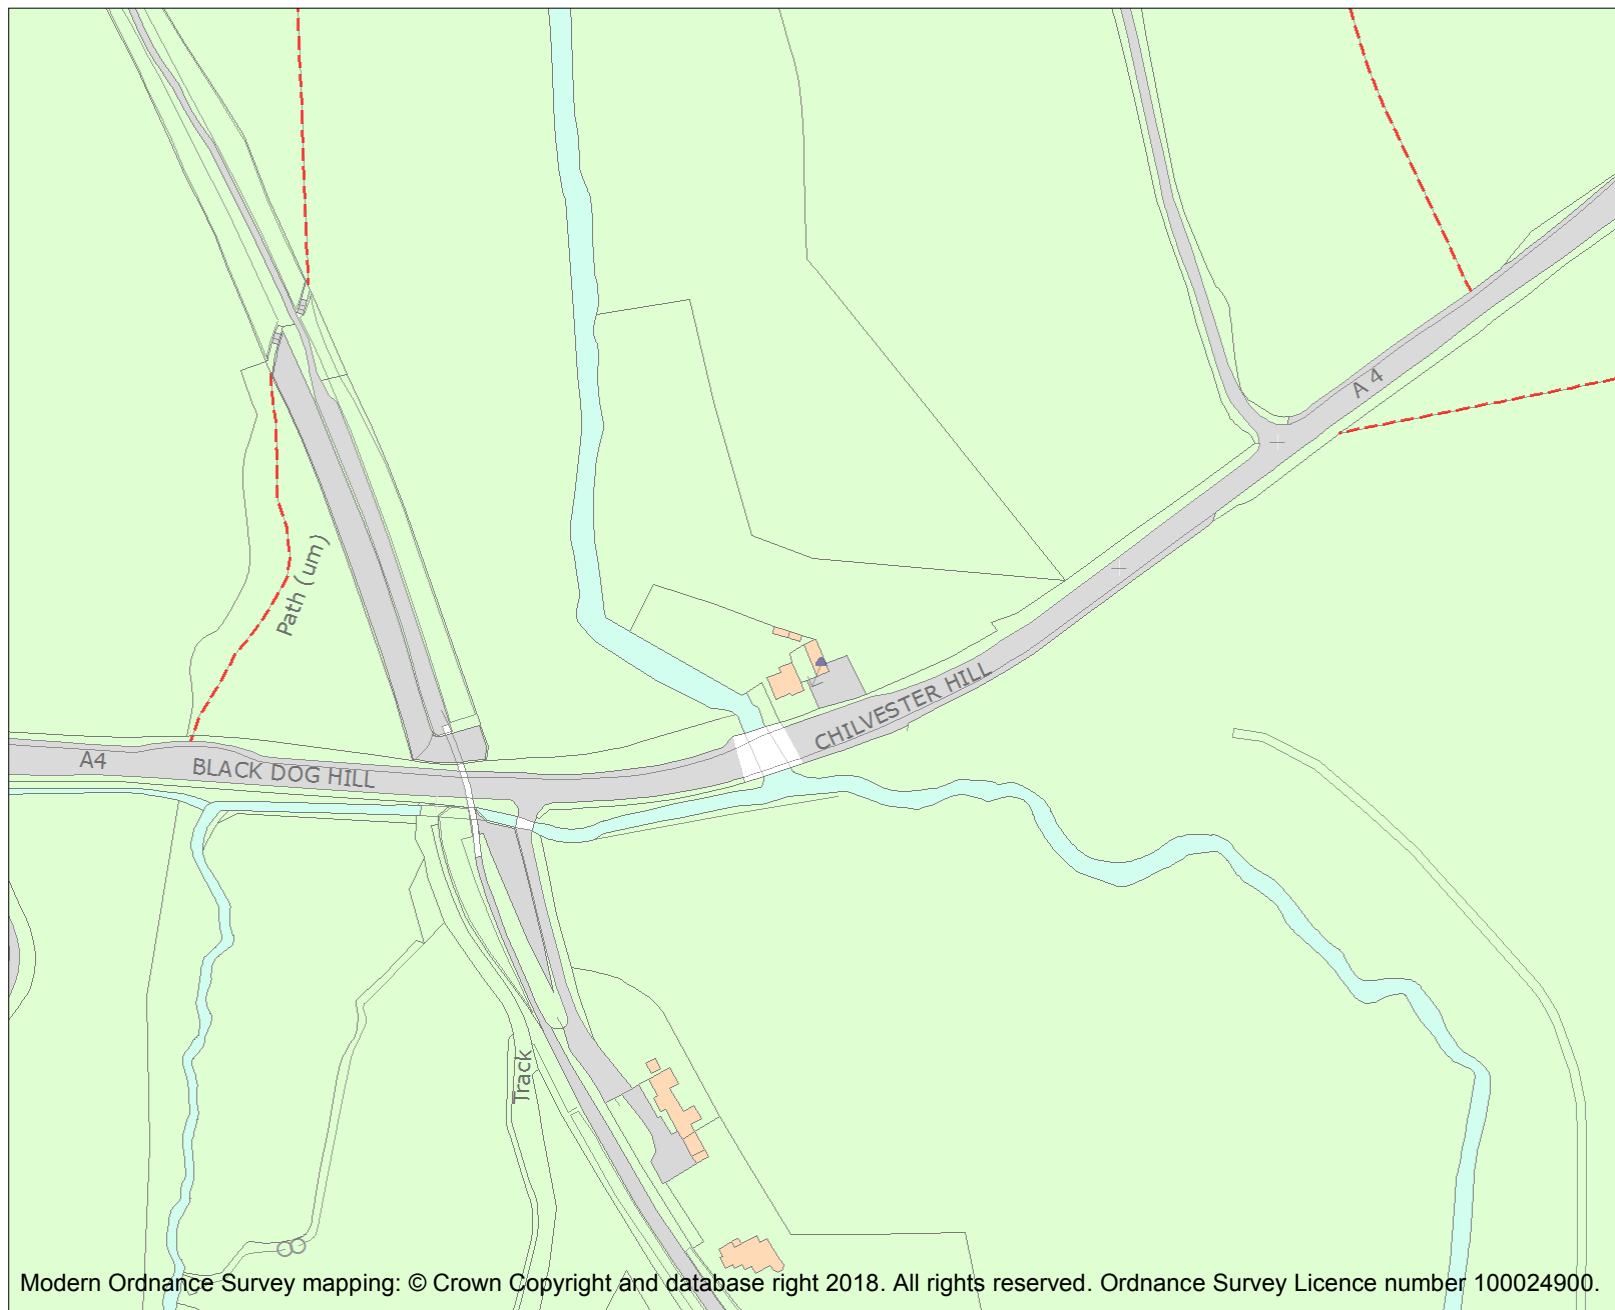 A 4
Path (um)
CHILVESTER HILL
A4
BLACK DOG HILL
Track
Modern Ordnance Survey mapping: © Crown Copyright and database right 2018. All rights reserved. Ordnance Survey Licence number 100024900.